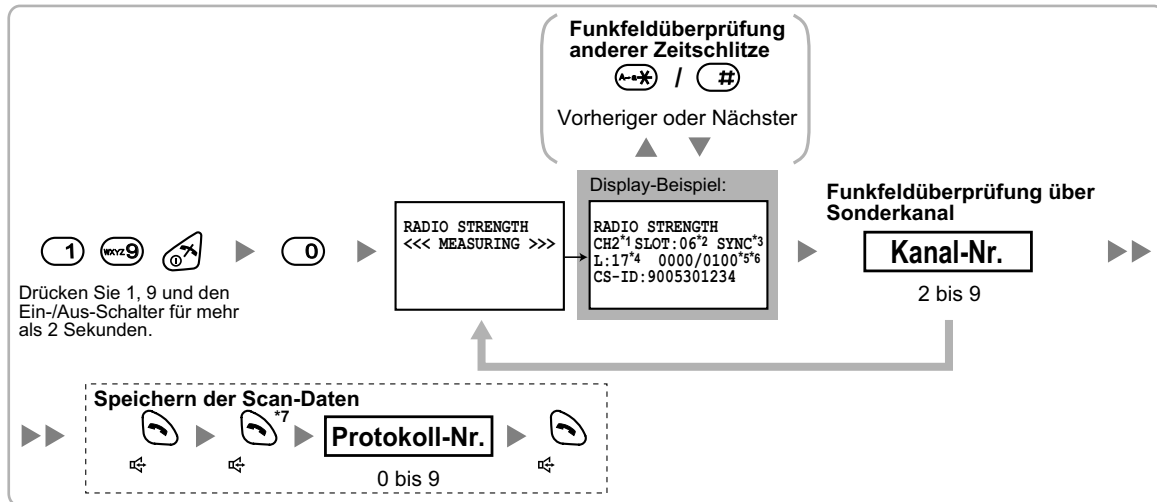 Funkfeldüberprüfung
anderer Zeitschlitze
A-a✱ / #
Vorheriger oder Nächster
Display-Beispiel:
RADIO STRENGTH
<<< MEASURING >>>
RADIO STRENGTH
CH2*1 SLOT:06*2 SYNC*3
L:17*4 0000/0100*5*6
CS-ID:9005301234
Funkfeldüberprüfung über
Sonderkanal
Kanal-Nr.
2 bis 9
1 WXYZ9 0
Drücken Sie 1, 9 und den
Ein-/Aus-Schalter für mehr
als 2 Sekunden.
Speichern der Scan-Daten
*7
Protokoll-Nr.
0 bis 9